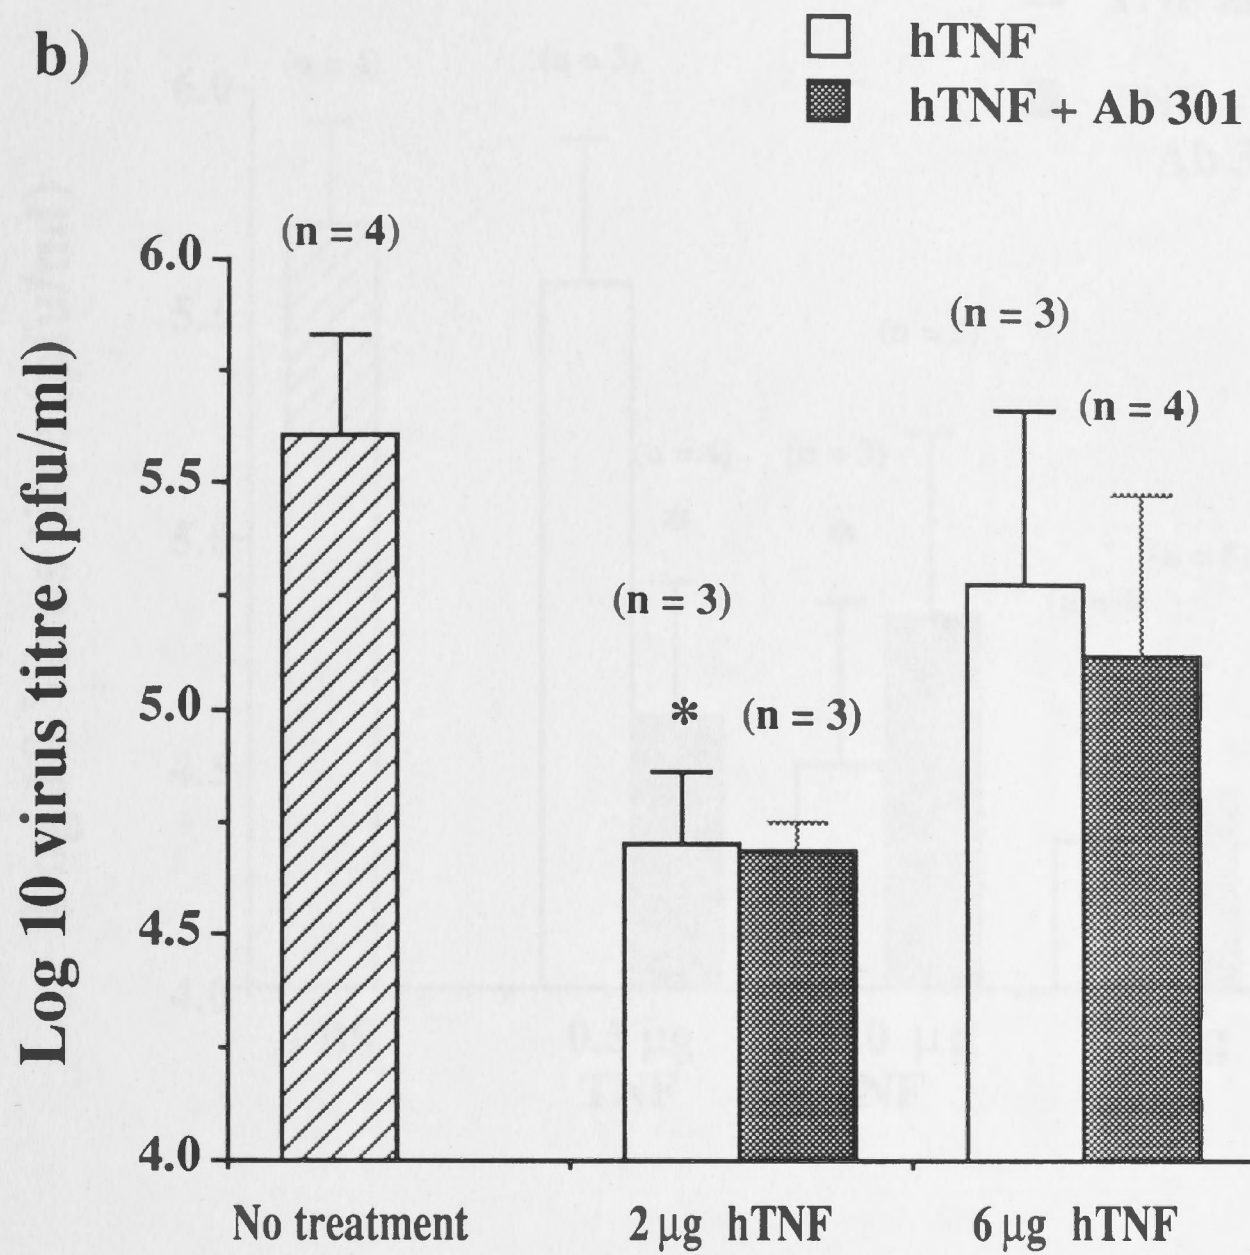 b)
hTNF
hTNF + Ab 301
Log 10 virus titre (pfu/ml)
6.0
5.5
5.0
4.5
4.0
(n = 4)
(n = 3)
*
(n = 3)
(n = 3)
(n = 4)
No treatment
2 µg hTNF
6 µg hTNF